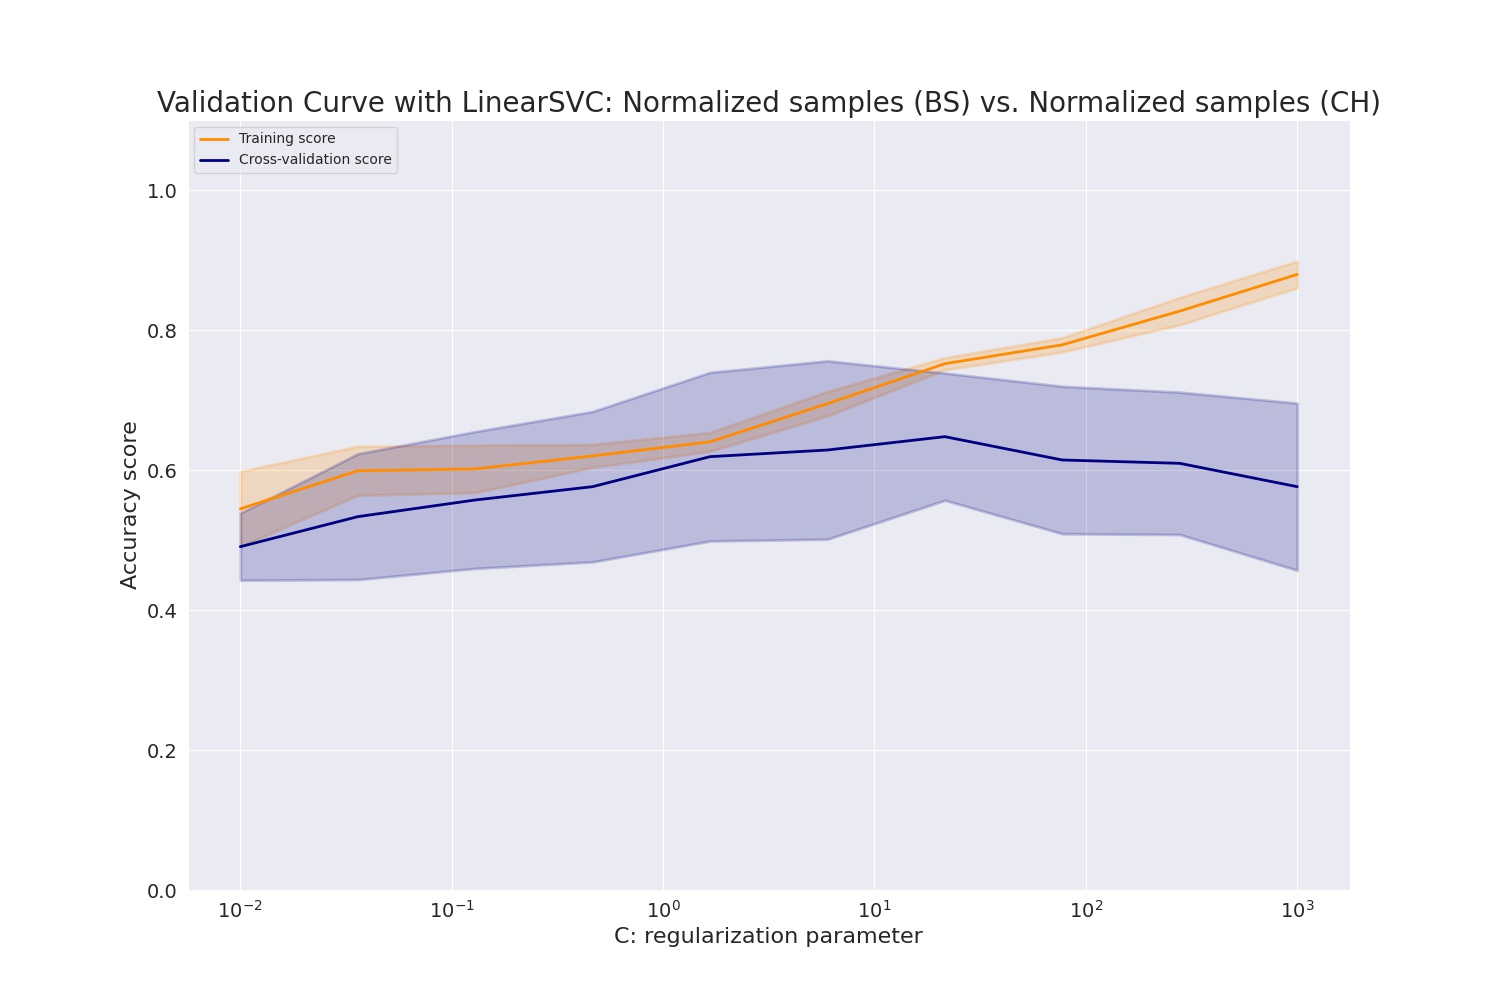 Validation Curve with LinearSVC: Normalized samples (BS) vs. Normalized samples (CH)
Training score
Cross-validation score
Accuracy score
1.0
0.8
0.6
0.4
0.2
0.0
10⁻² 10⁻¹ 10⁰ 10¹ 10² 10³
C: regularization parameter